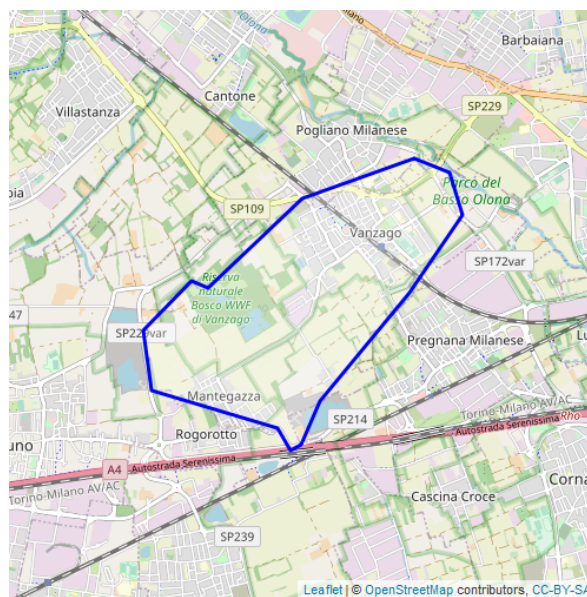 Barbaiana
Villastanza
Cantone
SP229
Pogliano Milanese
Parco del
Basso Olona
SP109
Vanzago
SP172var
Riserva
naturale
Bosco WWF
di Vanzago
47
Pregnana Milanese
Mantegazza
SP214
Rogorotto
Torino-Milano AV/AC
Rho
Autostrada Serenissima
uno
A4
Autostrada Serenissima
Torino-Milano AV/AC
Cascina Croce
Corna
SP239
Leaflet | © OpenStreetMap contributors, CC-BY-SA